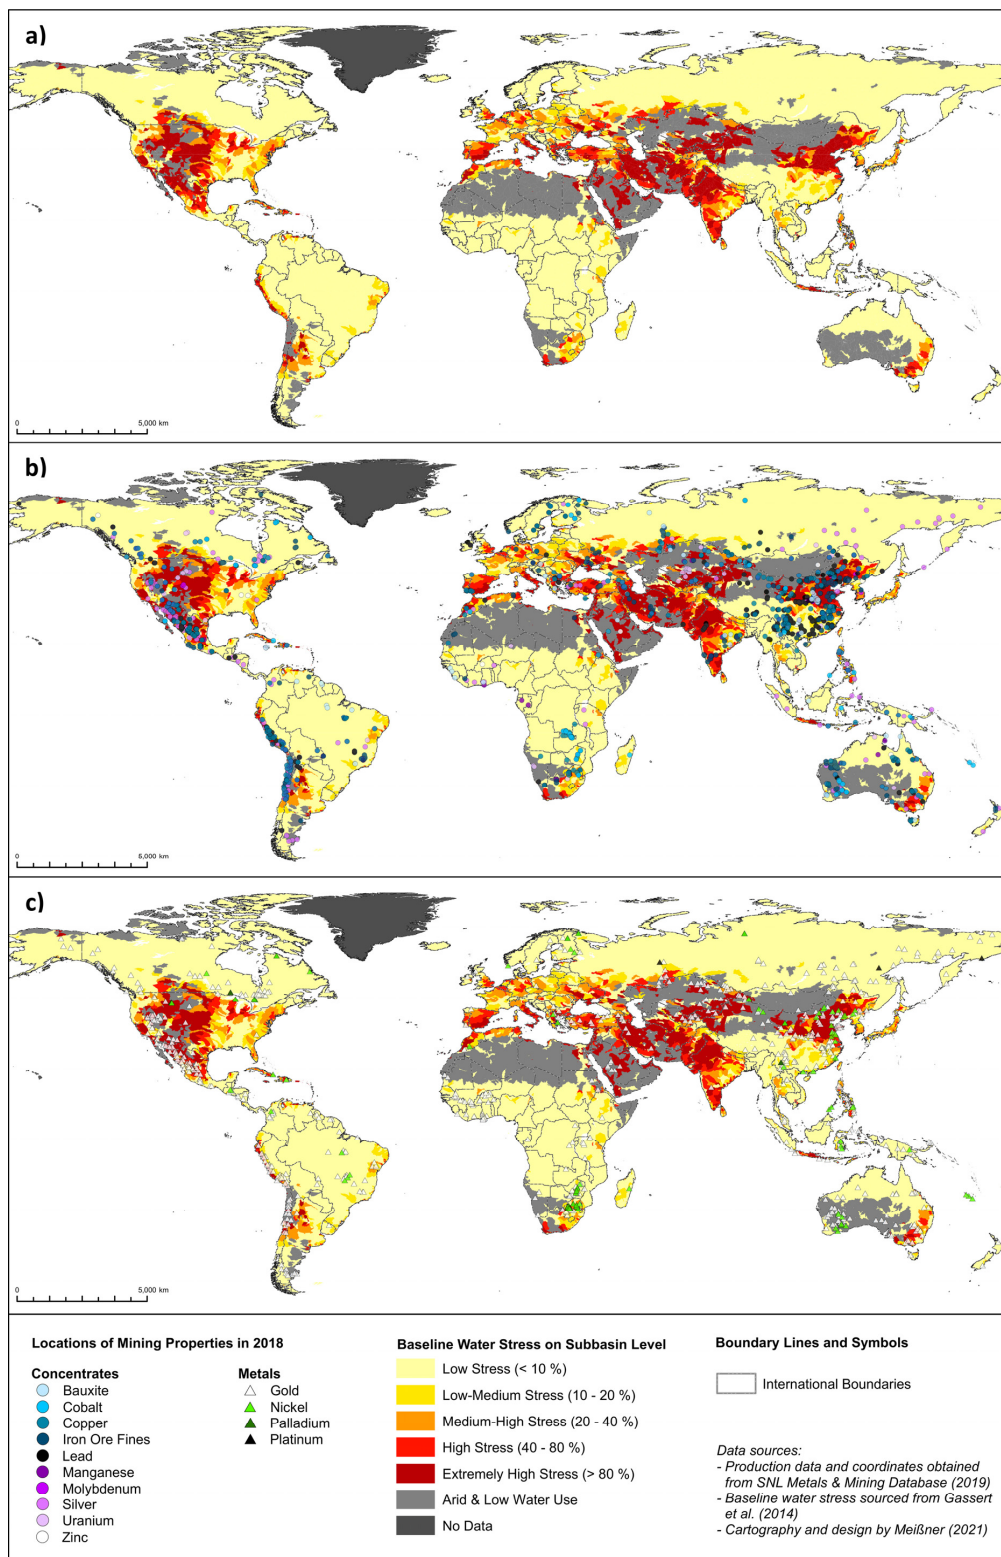 a)
0
5,000 km
b)
0
5,000 km
c)
0
5,000 km
Locations of Mining Properties in 2018
Concentrates
Bauxite
Cobalt
Copper
Iron Ore Fines
Lead
Manganese
Molybdenum
Silver
Uranium
Zinc
Metals
Gold
Nickel
Palladium
Platinum
Baseline Water Stress on Subbasin Level
Low Stress (< 10 %)
Low-Medium Stress (10 - 20 %)
Medium-High Stress (20 - 40 %)
High Stress (40 - 80 %)
Extremely High Stress (> 80 %)
Arid & Low Water Use
No Data
Boundary Lines and Symbols
International Boundaries
Data sources:
- Production data and coordinates obtained
from SNL Metals & Mining Database (2019)
- Baseline water stress sourced from Gassert
et al. (2014)
- Cartography and design by Meißner (2021)